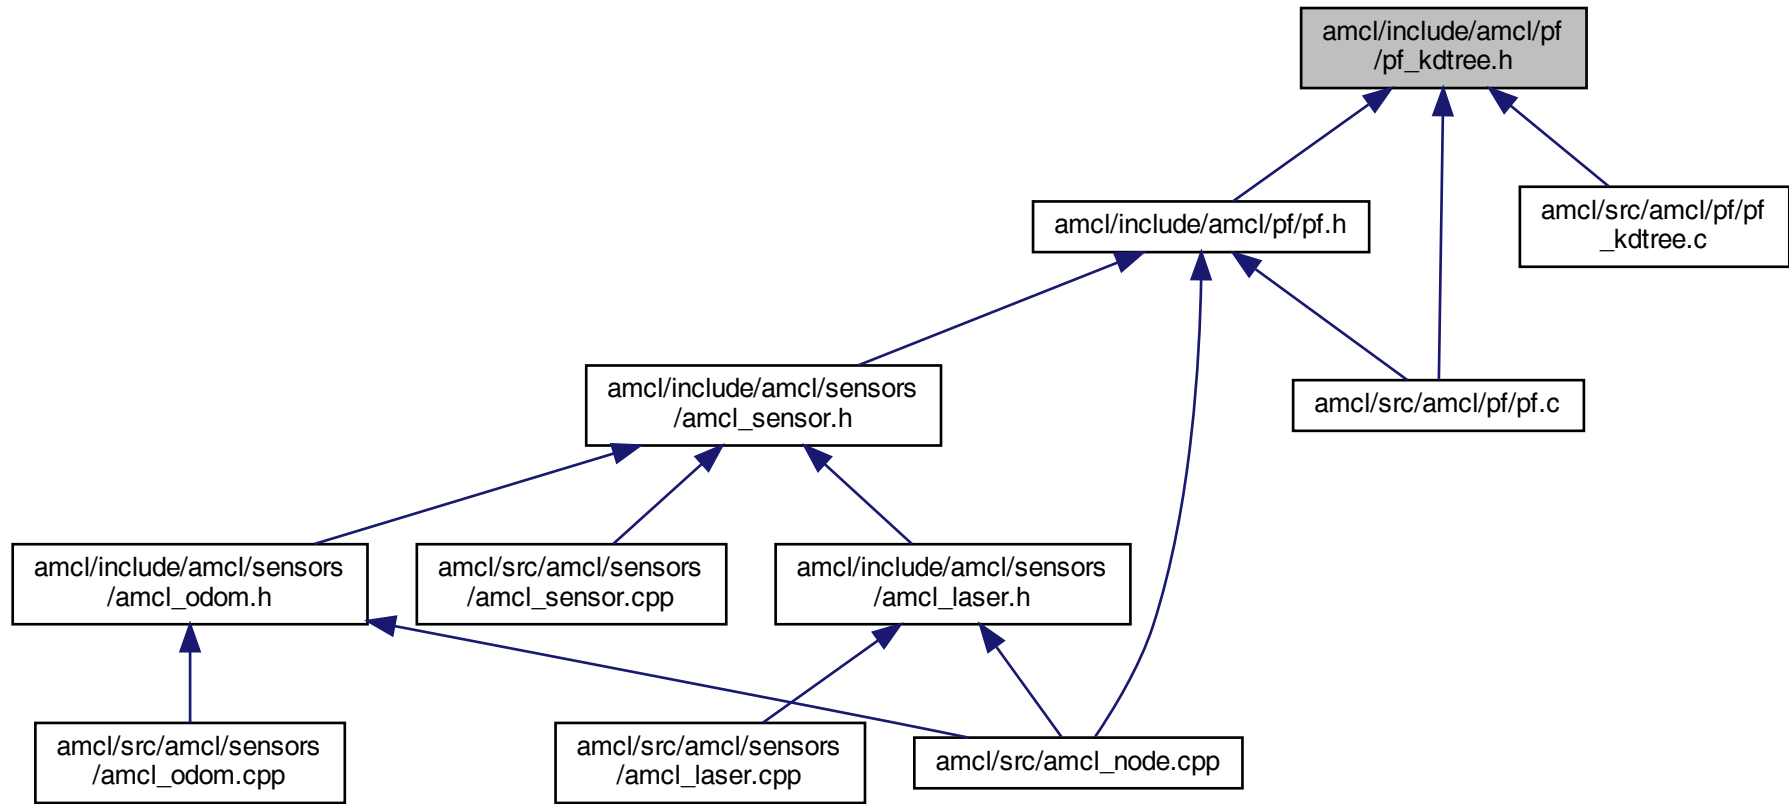 amcl/include/amcl/pf
/pf_kdtree.h
amcl/include/amcl/pf/pf.h
amcl/src/amcl/pf/pf
_kdtree.c
amcl/include/amcl/sensors
/amcl_sensor.h
amcl/src/amcl/pf/pf.c
amcl/include/amcl/sensors
/amcl_odom.h
amcl/src/amcl/sensors
/amcl_sensor.cpp
amcl/include/amcl/sensors
/amcl_laser.h
amcl/src/amcl/sensors
/amcl_odom.cpp
amcl/src/amcl/sensors
/amcl_laser.cpp
amcl/src/amcl_node.cpp